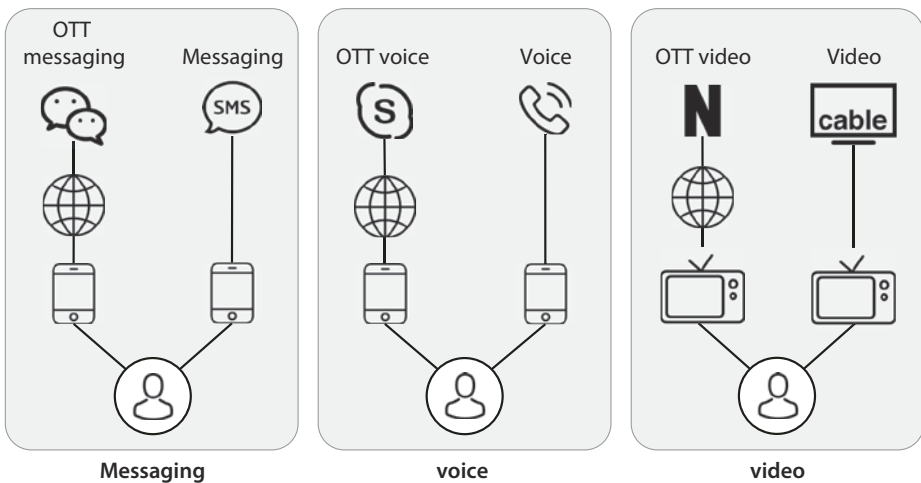 OTT
messaging
Messaging
SMS
OTT voice
Voice
S
OTT video
Video
N
cable
Messaging
voice
video